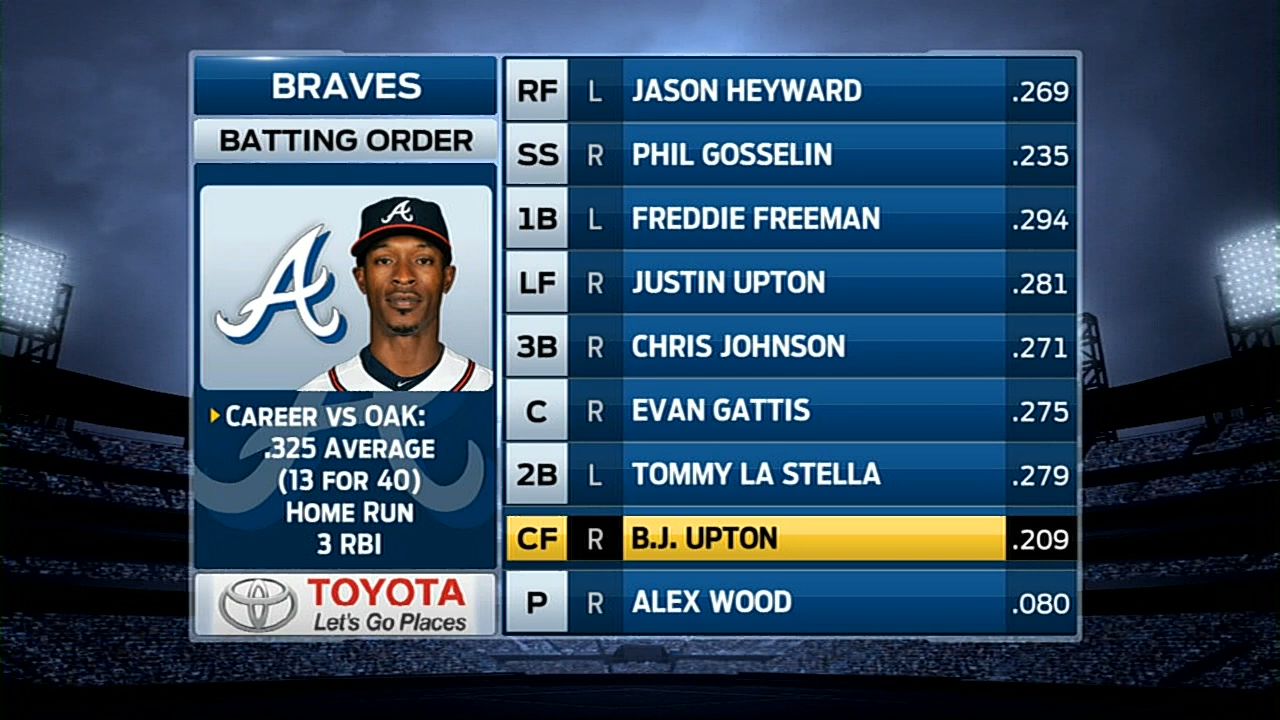 BRAVES
BATTING ORDER
A
A
CAREER VS OAK:
.325 AVERAGE
(13 FOR 40)
HOME RUN
3 RBI
TOYOTA
Let's Go Places
RF L JASON HEYWARD .269
SS R PHIL GOSSELIN .235
1B L FREDDIE FREEMAN .294
LF R JUSTIN UPTON .281
3B R CHRIS JOHNSON .271
C R EVAN GATTIS .275
2B L TOMMY LA STELLA .279
CF R B.J. UPTON .209
P R ALEX WOOD .080